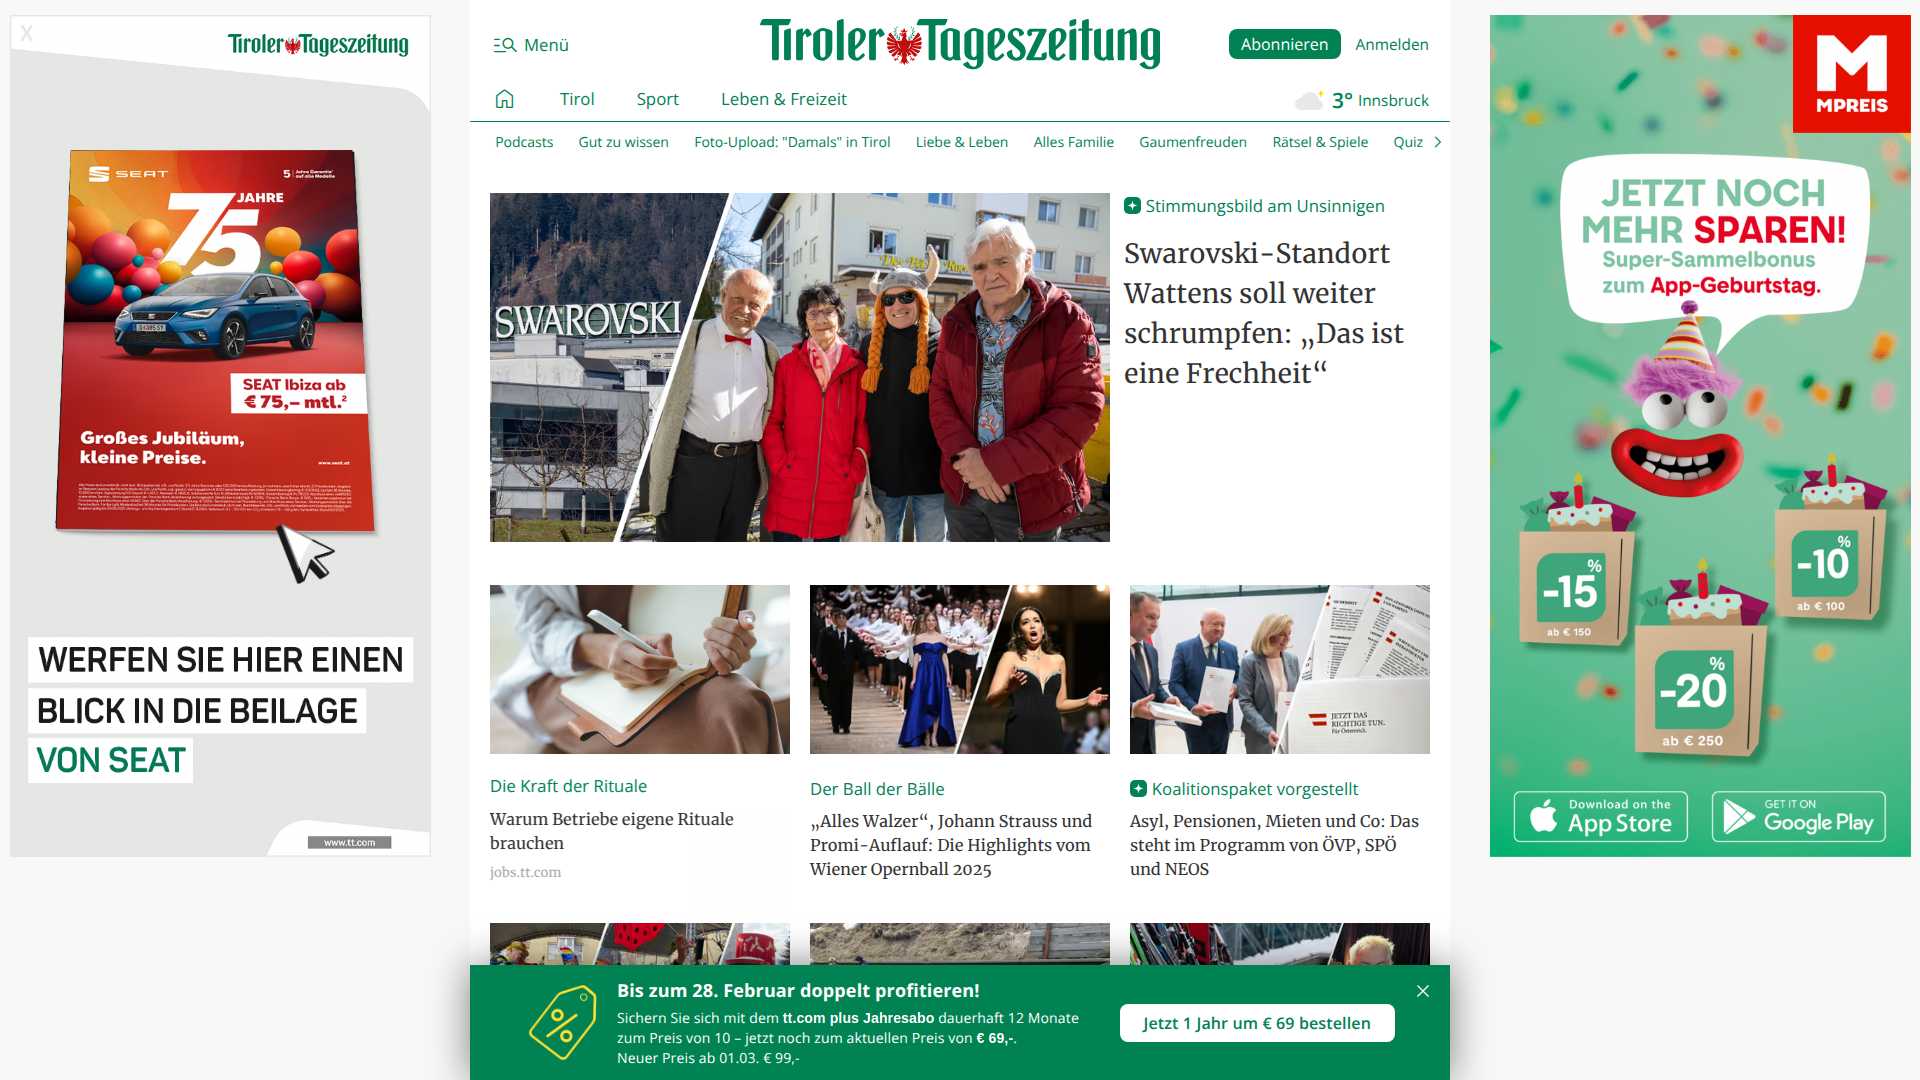 X
Tiroler Tageszeitung
SEAT
5 Jahre Garantie¹
auf alle Modelle
75 JAHRE
SEAT Ibiza ab
€ 75,– mtl.²
Großes Jubiläum,
kleine Preise.
www.seat.at
WERFEN SIE HIER EINEN
BLICK IN DIE BEILAGE
VON SEAT
www.tt.com
Menü
Tiroler Tageszeitung
Abonnieren
Anmelden
Tirol
Sport
Leben & Freizeit
3° Innsbruck
Podcasts
Gut zu wissen
Foto-Upload: "Damals" in Tirol
Liebe & Leben
Alles Familie
Gaumenfreuden
Rätsel & Spiele
Quiz
SWAROVSKI
Stimmungsbild am Unsinnigen
Swarovski-Standort
Wattens soll weiter
schrumpfen: „Das ist
eine Frechheit“
Die Kraft der Rituale
Warum Betriebe eigene Rituale
brauchen
jobs.tt.com
Der Ball der Bälle
„Alles Walzer“, Johann Strauss und
Promi-Auflauf: Die Highlights vom
Wiener Opernball 2025
JETZT DAS
RICHTIGE TUN.
Für Österreich.
Koalitionspaket vorgestellt
Asyl, Pensionen, Mieten und Co: Das
steht im Programm von ÖVP, SPÖ
und NEOS
Bis zum 28. Februar doppelt profitieren!
Sichern Sie sich mit dem tt.com plus Jahresabo dauerhaft 12 Monate
zum Preis von 10 – jetzt noch zum aktuellen Preis von € 69,-.
Neuer Preis ab 01.03. € 99,-
Jetzt 1 Jahr um € 69 bestellen
M
MPREIS
JETZT NOCH
MEHR SPAREN!
Super-Sammelbonus
zum App-Geburtstag.
-15%
ab € 150
-10%
ab € 100
-20%
ab € 250
Download on the
App Store
GET IT ON
Google Play